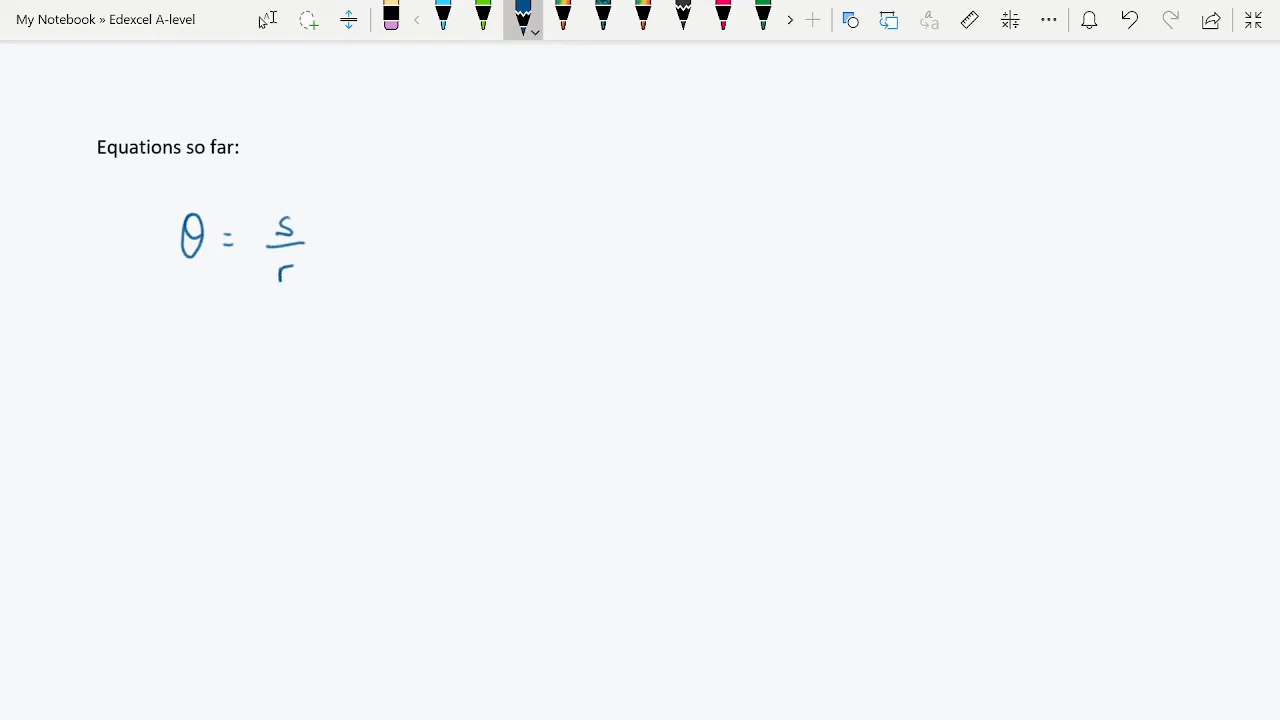 My Notebook » Edexcel A-level
Equations so far:
θ = s/r